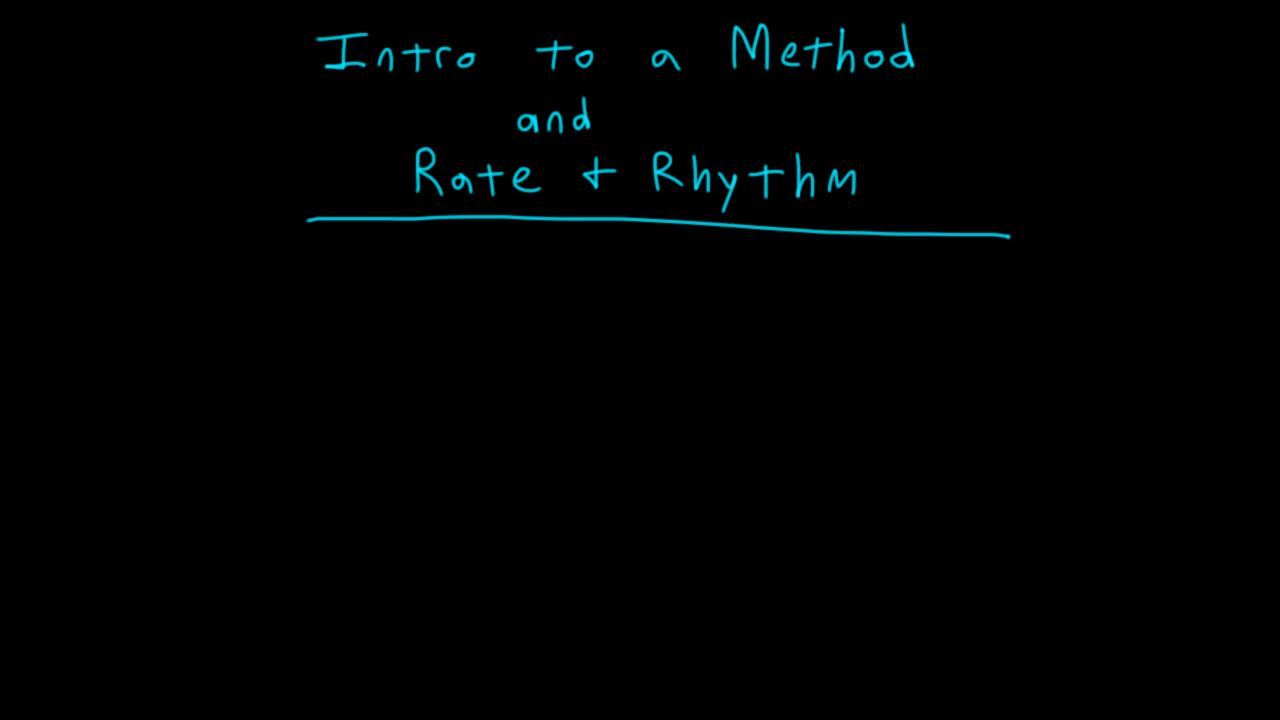 Intro to a Method
and
Rate + Rhythm